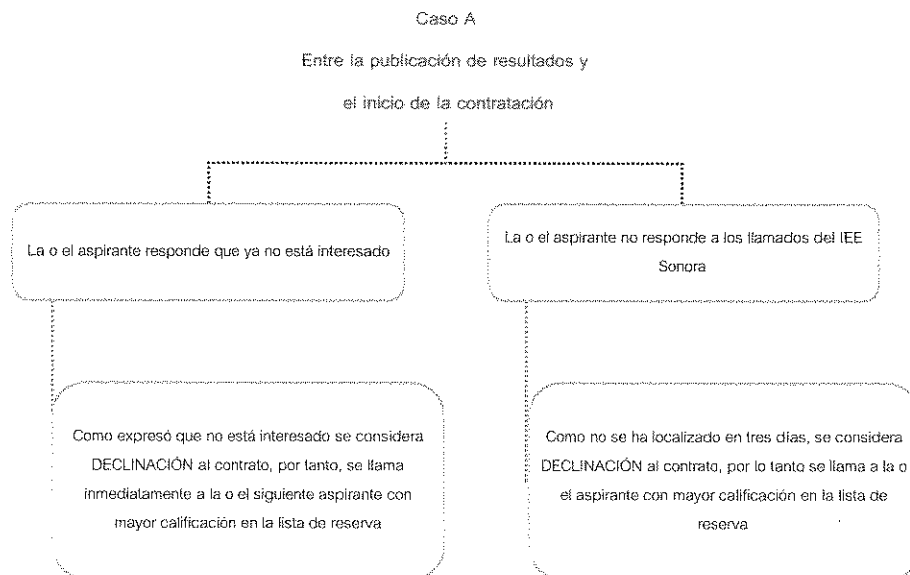 Caso A
Entre la publicación de resultados y
el inicio de la contratación
La o el aspirante responde que ya no está interesado
La o el aspirante no responde a los llamados del IEE
Sonora
Como expresó que no está interesado se considera
DECLINACIÓN al contrato, por tanto, se llama
inmediatamente a la o el siguiente aspirante con
mayor calificación en la lista de reserva
Como no se ha localizado en tres días, se considera
DECLINACIÓN al contrato, por lo tanto se llama a la o
el aspirante con mayor calificación en la lista de
reserva